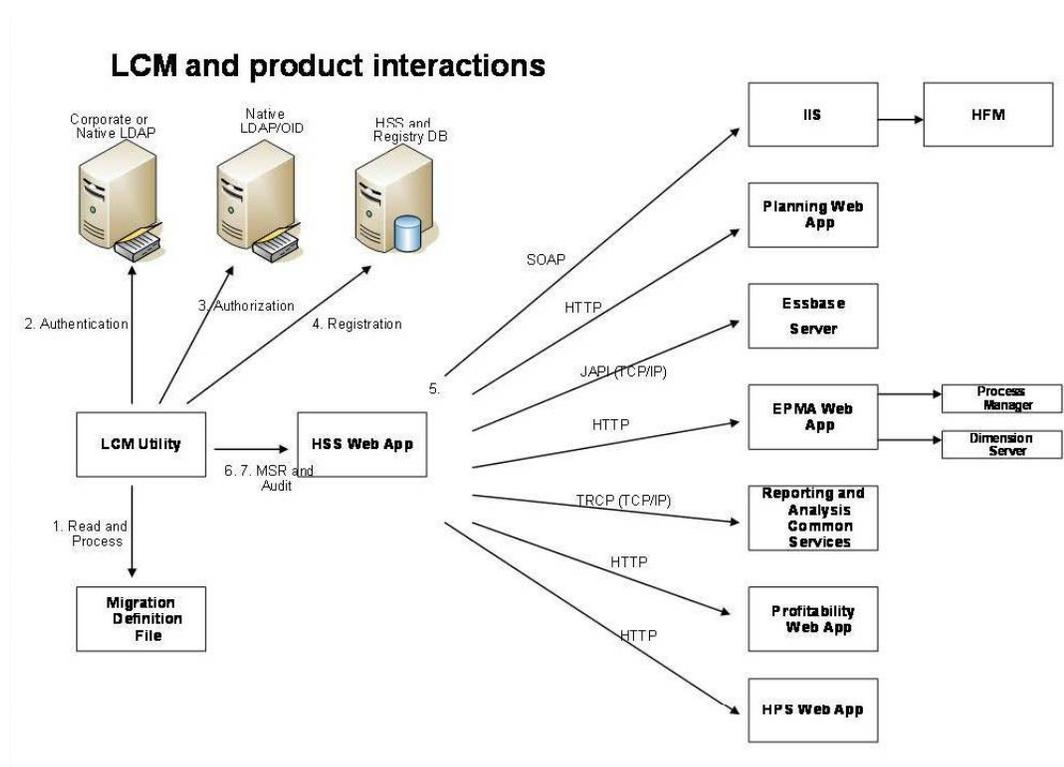 LCM and product interactions
Corporate or
Native LDAP
Native
LDAP/OID
HSS and
Registry DB
IIS
HFM
Planning Web
App
SOAP
HTTP
2. Authentication
3. Authorization
4. Registration
Essbase
Server
JAPI (TCP/IP)
5.
HTTP
EPMA Web
App
Process
Manager
Dimension
Server
LCM Utility
HSS Web App
6. 7. MSR and
Audit
TRCP (TCP/IP)
Reporting and
Analysis
Common
Services
1. Read and
Process
HTTP
Migration
Definition
File
Profitability
Web App
HTTP
HPS Web App